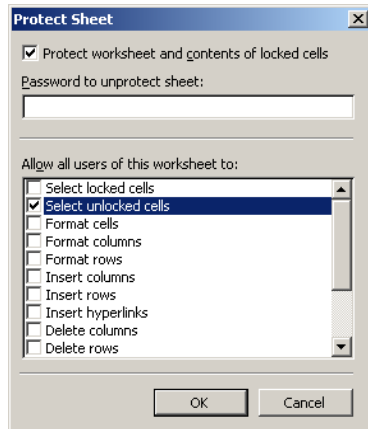 Protect Sheet
Protect worksheet and contents of locked cells
Password to unprotect sheet:
Allow all users of this worksheet to:
Select locked cells
Select unlocked cells
Format cells
Format columns
Format rows
Insert columns
Insert rows
Insert hyperlinks
Delete columns
Delete rows
OK Cancel